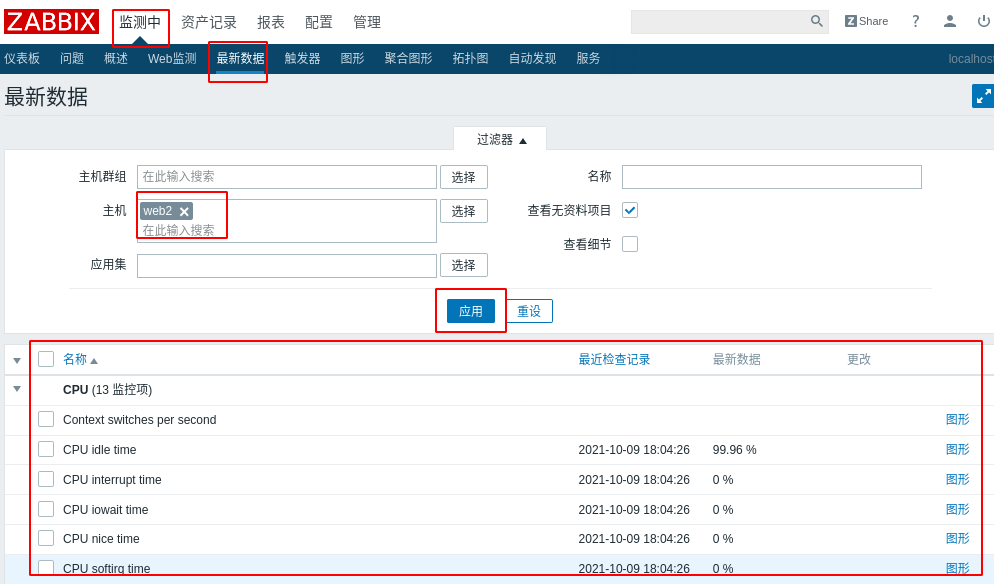 ZABBIX 监测中 资产记录 报表 配置 管理 Z Share ?
仪表板 问题 概述 Web监测 最新数据 触发器 图形 聚合图形 拓扑图 自动发现 服务 localhos
最新数据
过滤器
主机群组 在此输入搜索 选择 名称
主机 web2 选择 查看无资料项目
在此输入搜索
查看细节
应用集 选择
应用 重设
名称 最近检查记录 最新数据 更改
CPU (13 监控项)
Context switches per second 图形
CPU idle time 2021-10-09 18:04:26 99.96 % 图形
CPU interrupt time 2021-10-09 18:04:26 0 % 图形
CPU iowait time 2021-10-09 18:04:26 0 % 图形
CPU nice time 2021-10-09 18:04:26 0 % 图形
CPU softirq time 2021-10-09 18:04:26 0 % 图形